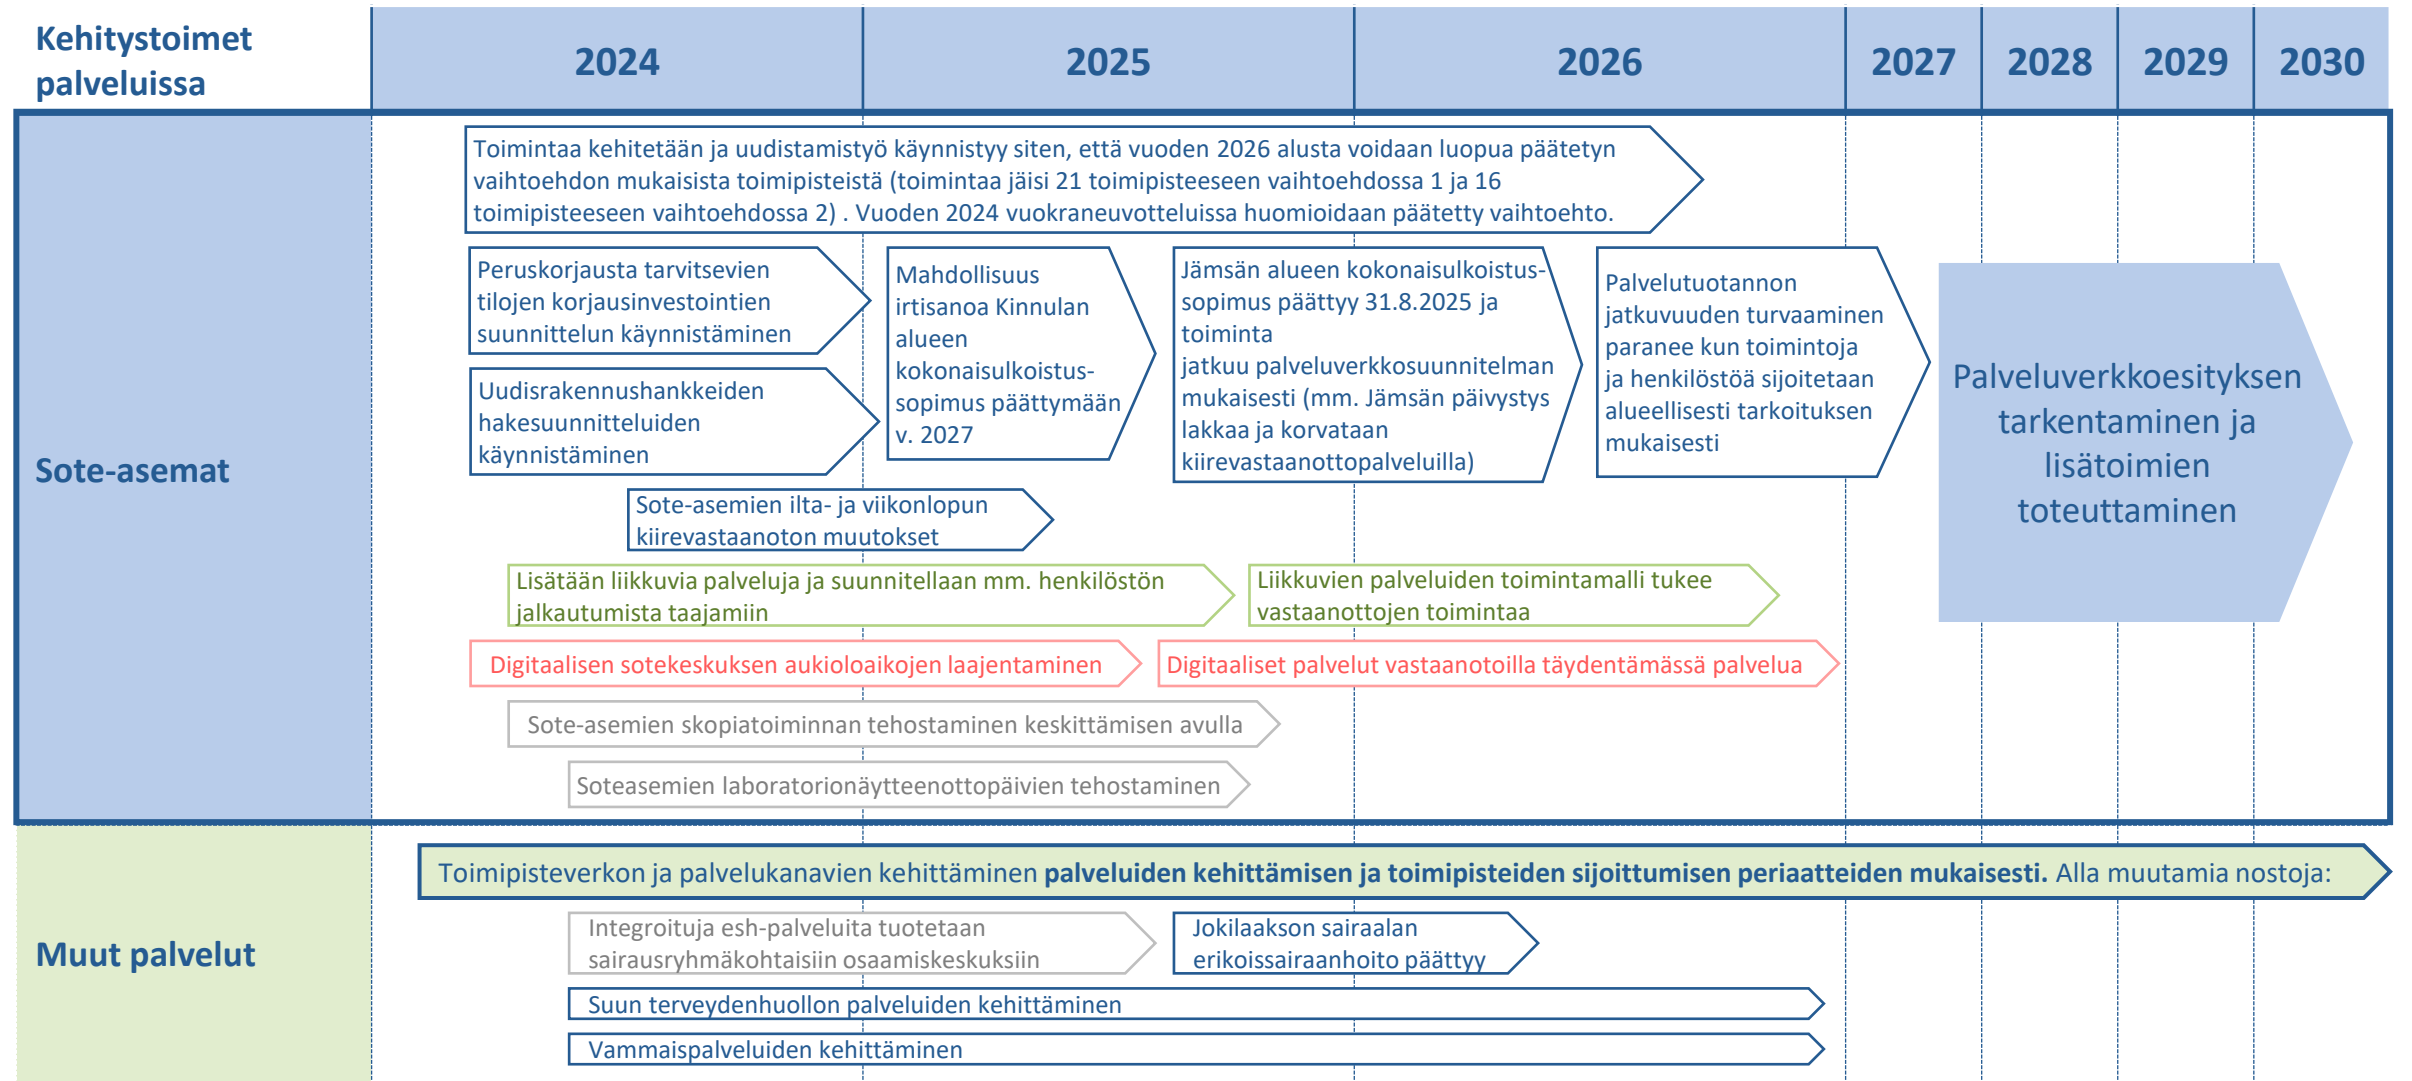 Kehitystoimet
palveluissa
2024
2025
2026
2027
2028
2029
2030
Sote-asemat
Toimintaa kehitetään ja uudistamistyö käynnistyy siten, että vuoden 2026 alusta voidaan luopua päätetyn
vaihtoehdon mukaisista toimipisteistä (toimintaa jäisi 21 toimipisteeseen vaihtoehdossa 1 ja 16
toimipisteeseen vaihtoehdossa 2) . Vuoden 2024 vuokraneuvotteluissa huomioidaan päätetty vaihtoehto.
Peruskorjausta tarvitsevien
tilojen korjausinvestointien
suunnittelun käynnistäminen
Uudisrakennushankkeiden
hakesuunnitteluiden
käynnistäminen
Mahdollisuus
irtisanoa Kinnulan
alueen
kokonaisulkoistus-
sopimus päättymään
v. 2027
Jämsän alueen kokonaisulkoistus-
sopimus päättyy 31.8.2025 ja
toiminta
jatkuu palveluverkkosuunnitelman
mukaisesti (mm. Jämsän päivystys
lakkaa ja korvataan
kiirevastaanottopalveluilla)
Palvelutuotannon
jatkuvuuden turvaaminen
paranee kun toimintoja
ja henkilöstöä sijoitetaan
alueellisesti tarkoituksen
mukaisesti
Palveluverkkoesityksen
tarkentaminen ja
lisätoimien
toteuttaminen
Sote-asemien ilta- ja viikonlopun
kiirevastaanoton muutokset
Lisätään liikkuvia palveluja ja suunnitellaan mm. henkilöstön
jalkautumista taajamiin
Liikkuvien palveluiden toimintamalli tukee
vastaanottojen toimintaa
Digitaalisen sotekeskuksen aukioloaikojen laajentaminen
Digitaaliset palvelut vastaanotoilla täydentämässä palvelua
Sote-asemien skopiatoiminnan tehostaminen keskittämisen avulla
Soteasemien laboratorionäytteenottopäivien tehostaminen
Muut palvelut
Toimipisteverkon ja palvelukanavien kehittäminen palveluiden kehittämisen ja toimipisteiden sijoittumisen periaatteiden mukaisesti. Alla muutamia nostoja:
Integroituja esh-palveluita tuotetaan
sairausryhmäkohtaisiin osaamiskeskuksiin
Jokilaakson sairaalan
erikoissairaanhoito päättyy
Suun terveydenhuollon palveluiden kehittäminen
Vammaispalveluiden kehittäminen